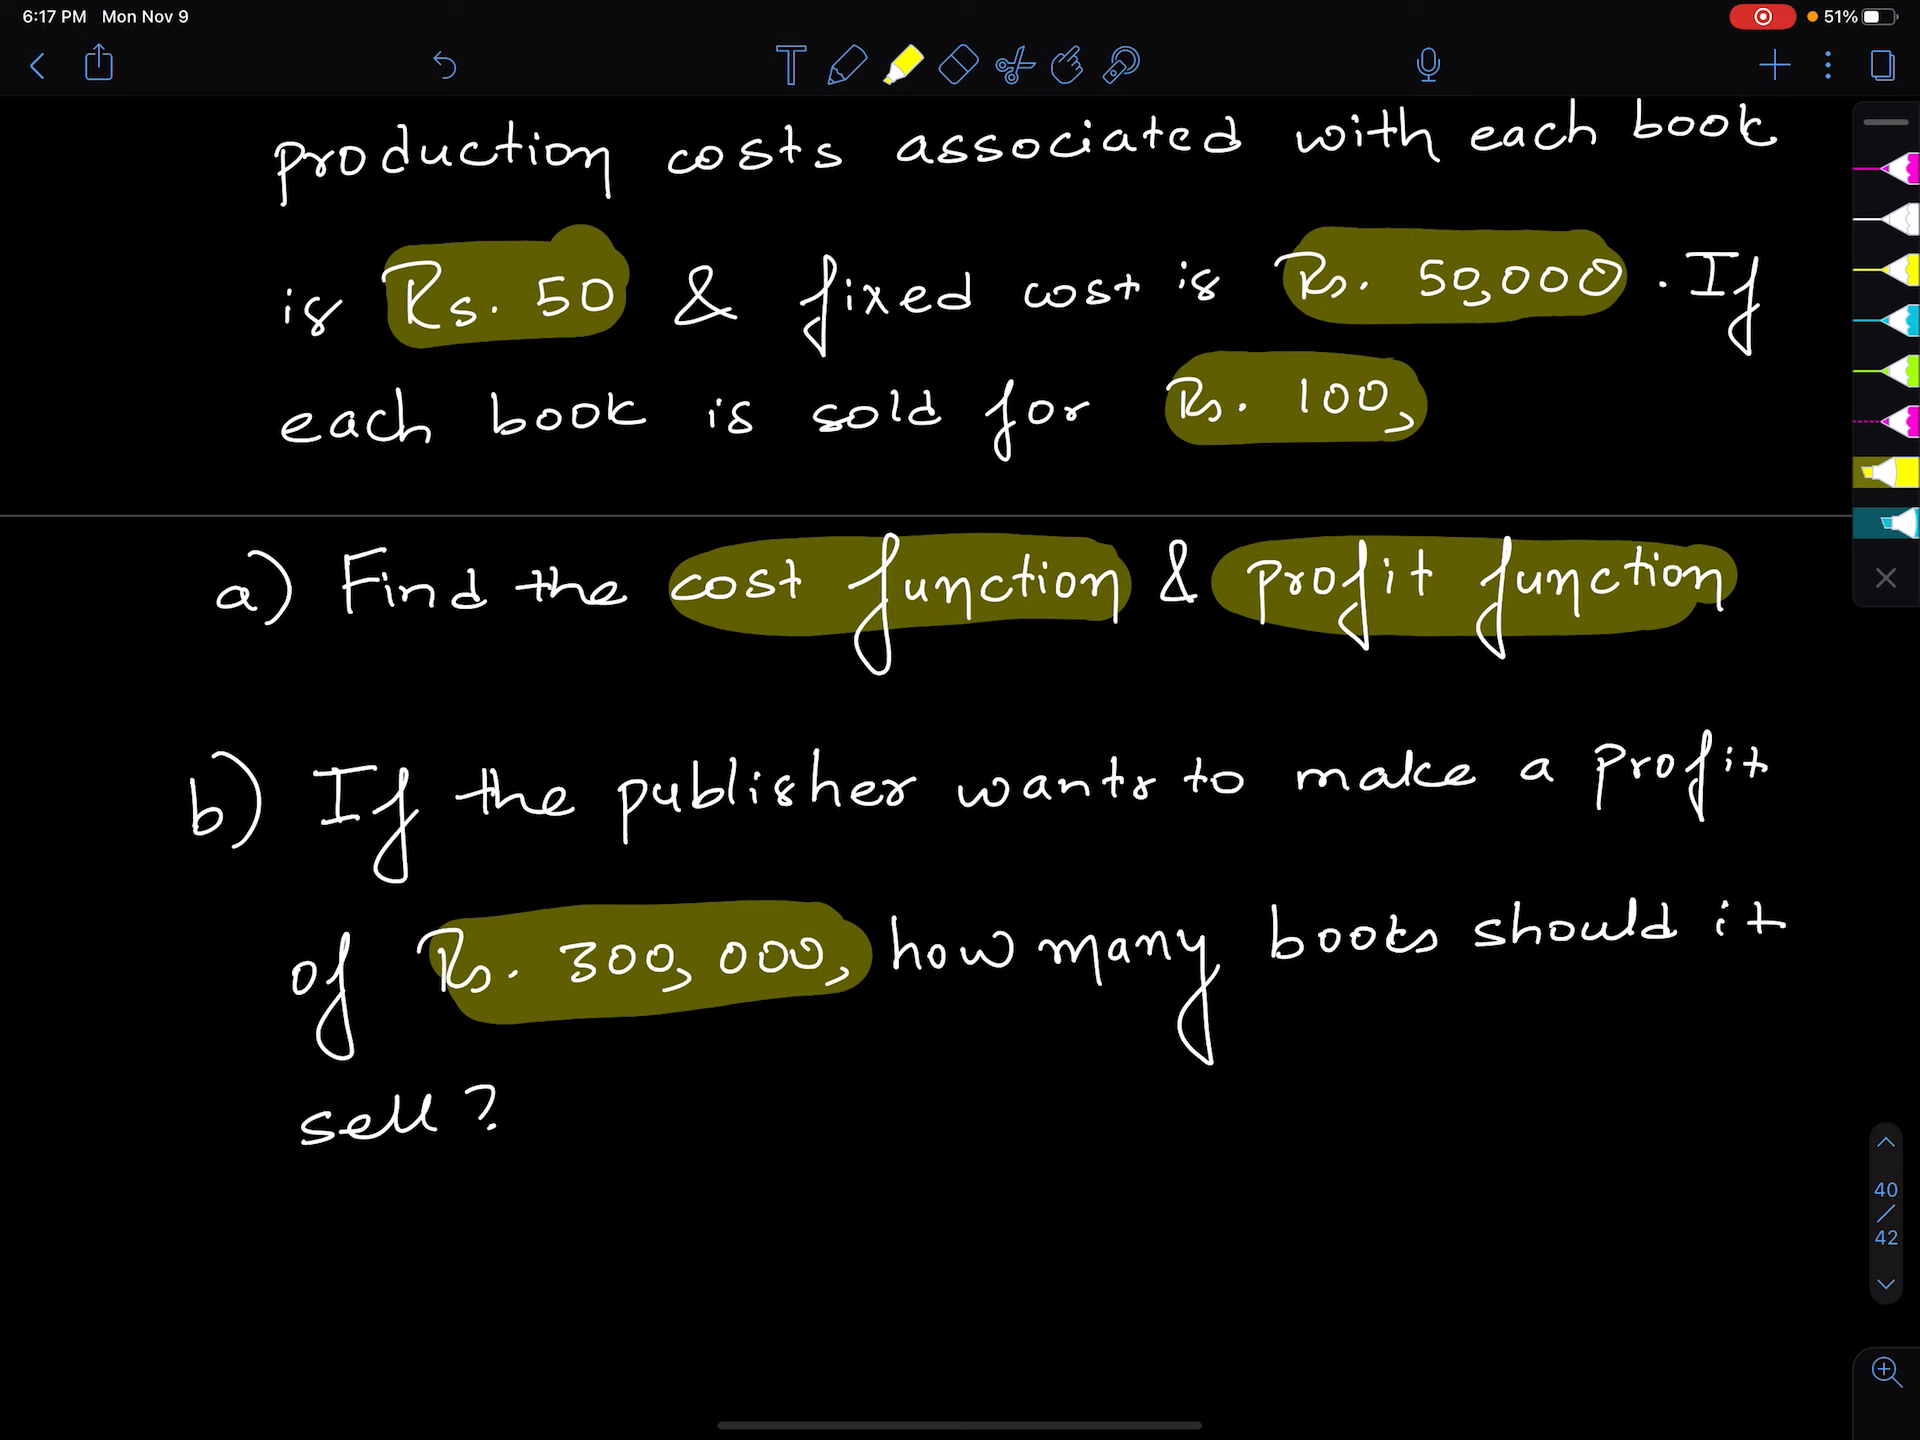 6:17 PM Mon Nov 9
51%
production costs associated with each book
is Rs. 50 & fixed cost is Rs. 50,000. If
each book is sold for Rs. 100,
a) Find the cost function & profit function
b) If the publisher wants to make a profit
of Rs. 300,000, how many books should it
sell?
40
/
42